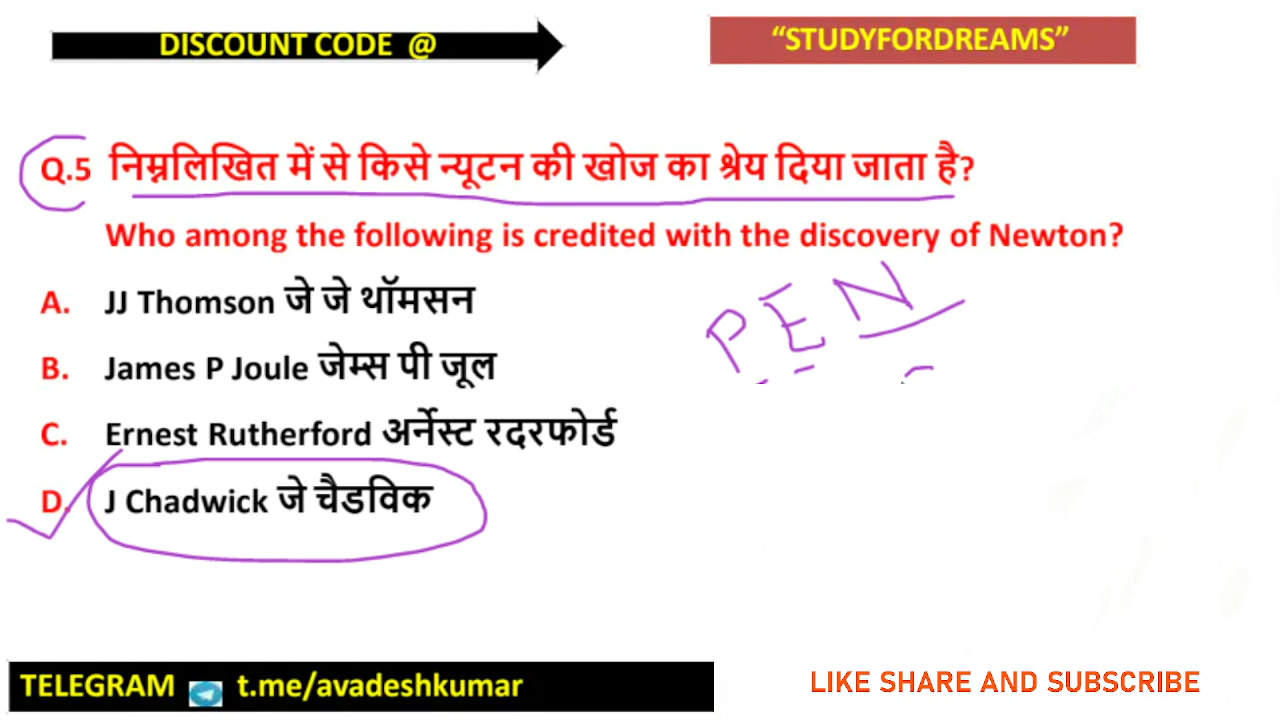 DISCOUNT CODE @
“STUDYFORDREAMS”
Q.5 निम्नलिखित में से किसे न्यूटन की खोज का श्रेय दिया जाता है?
Who among the following is credited with the discovery of Newton?
A. JJ Thomson जे जे थॉमसन
PEN
B. James P Joule जेम्स पी जूल
C. Ernest Rutherford अर्नेस्ट रदरफोर्ड
D. J Chadwick जे चैडविक
TELEGRAM t.me/avadeshkumar
LIKE SHARE AND SUBSCRIBE